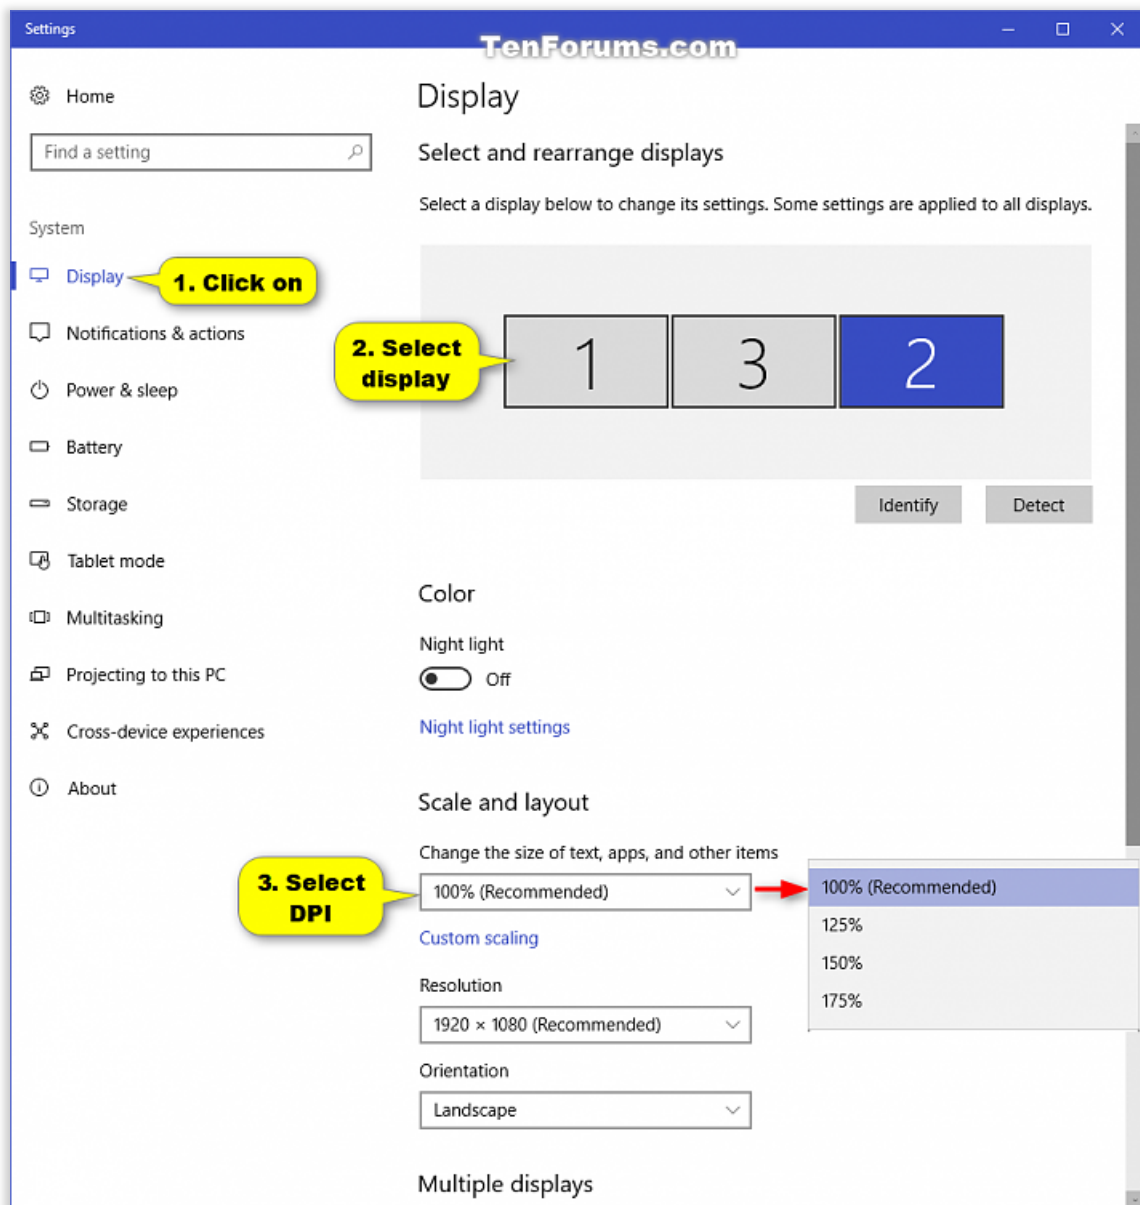 Settings
TenForums.com
Home
Find a setting
System
Display
1. Click on
Notifications & actions
Power & sleep
Battery
Storage
Tablet mode
Multitasking
Projecting to this PC
Cross-device experiences
About
Display
Select and rearrange displays
Select a display below to change its settings. Some settings are applied to all displays.
2. Select
display
1 3 2
Identify Detect
Color
Night light
Off
Night light settings
Scale and layout
Change the size of text, apps, and other items
3. Select
DPI
100% (Recommended)
100% (Recommended)
125%
150%
175%
Custom scaling
Resolution
1920 × 1080 (Recommended)
Orientation
Landscape
Multiple displays